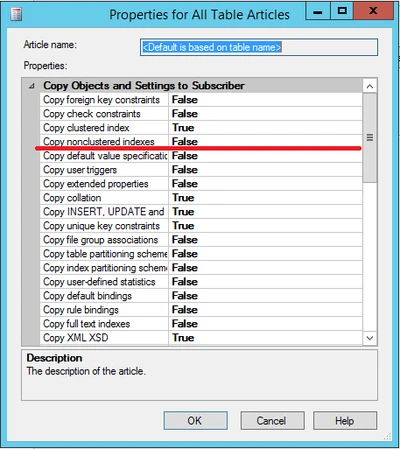 Properties for All Table Articles
Article name:
<Default is based on table name>
Properties:
Copy Objects and Settings to Subscriber
Copy foreign key constraints False
Copy check constraints False
Copy clustered index True
Copy nonclustered indexes False
Copy default value specificatio False
Copy user triggers False
Copy extended properties False
Copy collation True
Copy INSERT, UPDATE and True
Copy unique key constraints True
Copy file group associations False
Copy table partitioning scheme False
Copy index partitioning scheme False
Copy user-defined statistics False
Copy default bindings False
Copy rule bindings False
Copy full text indexes False
Copy XML XSD True
Description
The description of the article.
OK Cancel Help